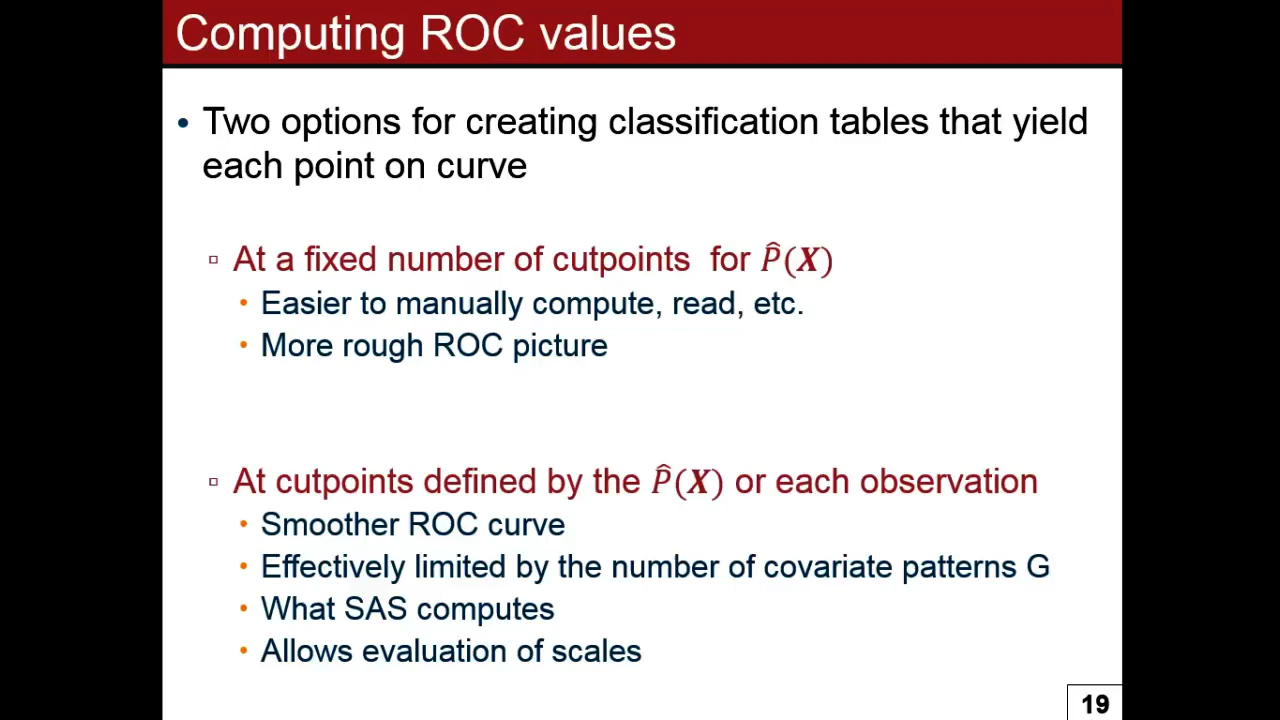 Computing ROC values
• Two options for creating classification tables that yield
each point on curve
▫ At a fixed number of cutpoints for P̂(X)
• Easier to manually compute, read, etc.
• More rough ROC picture
▫ At cutpoints defined by the P̂(X) or each observation
• Smoother ROC curve
• Effectively limited by the number of covariate patterns G
• What SAS computes
• Allows evaluation of scales
19